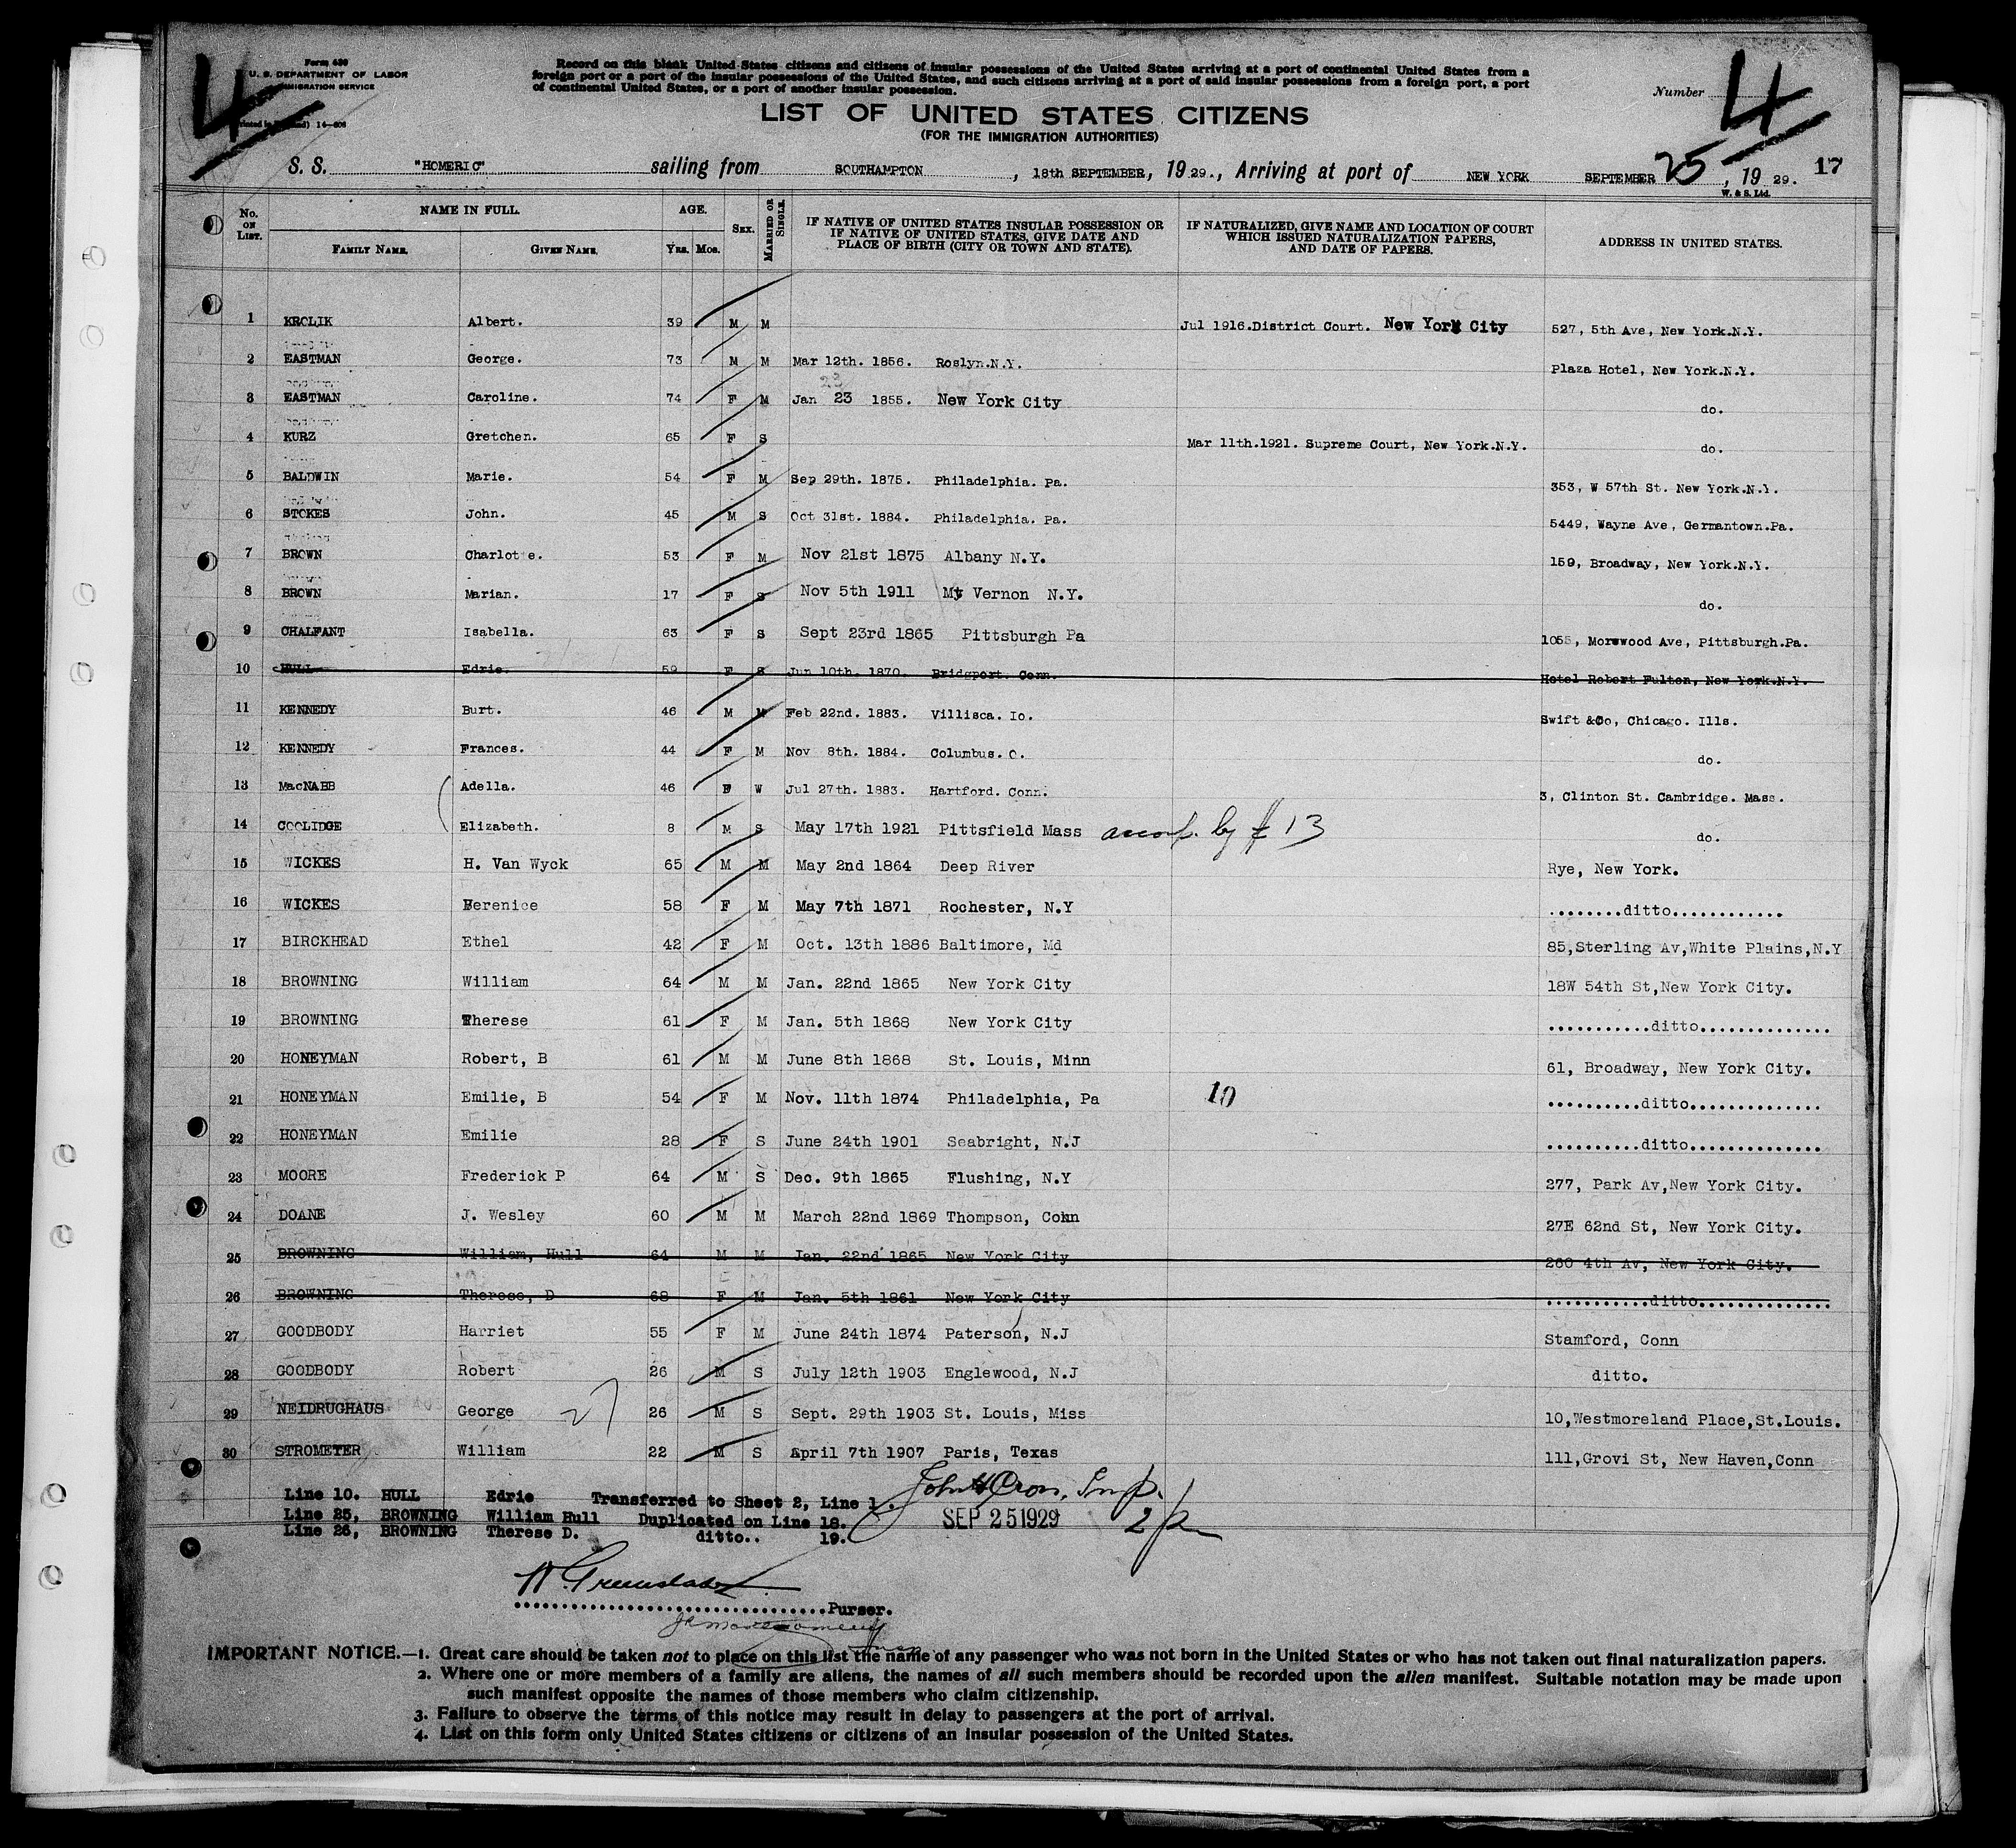 4
Form 630
U. S. DEPARTMENT OF LABOR
IMMIGRATION SERVICE
14—606
Record on this blank United States citizens and citizens of insular possessions of the United States arriving at a port of continental United States from a
foreign port or a port of the insular possessions of the United States, and such citizens arriving at a port of said insular possessions from a foreign port, a port
of continental United States, or a port of another insular possession.
Number 4
LIST OF UNITED STATES CITIZENS
(FOR THE IMMIGRATION AUTHORITIES)
S. S. "HOMERIC" sailing from SOUTHAMPTON, 18th SEPTEMBER, 1929., Arriving at port of NEW YORK SEPTEMBER 25, 1929. 17
W. & S. Ltd.
No. ON LIST. NAME IN FULL. AGE. SEX. MARRIED OR SINGLE. IF NATIVE OF UNITED STATES INSULAR POSSESSION OR IF NATIVE OF UNITED STATES, GIVE DATE AND PLACE OF BIRTH (CITY OR TOWN AND STATE). IF NATURALIZED, GIVE NAME AND LOCATION OF COURT WHICH ISSUED NATURALIZATION PAPERS, AND DATE OF PAPERS. ADDRESS IN UNITED STATES.
FAMILY NAME. GIVEN NAME. Yrs. Mos.
1 KROLIK Albert. 39 M M Jul 1916.District Court. New York City 527, 5th Ave, New York.N.Y.
2 EASTMAN George. 73 M M Mar 12th. 1856. Roslyn.N.Y. Plaza Hotel, New York.N.Y.
3 EASTMAN Caroline. 74 F M Jan 23 1855. New York City do.
4 KURZ Gretchen. 65 F S Mar 11th.1921. Supreme Court, New York.N.Y. do.
5 BALDWIN Marie. 54 F M Sep 29th. 1875. Philadelphia. Pa. 353, W 57th St. New York.N.Y.
6 STOKES John. 45 M S Oct 31st. 1884. Philadelphia. Pa. 5449, Wayne Ave, Germantown.Pa.
7 BROWN Charlotte. 53 F M Nov 21st 1875 Albany N.Y. 159, Broadway, New York.N.Y.
8 BROWN Marian. 17 F S Nov 5th 1911 Mt Vernon N.Y. do.
9 CHALFANT Isabella. 63 F S Sept 23rd 1865 Pittsburgh Pa 1055, Morewood Ave, Pittsburgh.Pa.
10 HULL Edrie. 59 F S Jun 10th. 1870. Bridgport. Conn. Hotel Robert Fulton, New York.N.Y.
11 KENNEDY Burt. 46 M M Feb 22nd. 1883. Villisca. Io. Swift &Co, Chicago. Ills.
12 KENNEDY Frances. 44 F M Nov 8th. 1884. Columbus. O. do.
13 MacNABB Adella. 46 F W Jul 27th. 1883. Hartford. Conn. 3, Clinton St. Cambridge. Mass.
14 COOLIDGE Elizabeth. 8 M S May 17th 1921 Pittsfield Mass accomp. by # 13 do.
15 WICKES H. Van Wyck 65 M M May 2nd 1864 Deep River Rye, New York.
16 WICKES Berenice 58 F M May 7th 1871 Rochester, N.Y ........ditto............
17 BIRCKHEAD Ethel 42 F M Oct. 13th 1886 Baltimore, Md 85,Sterling Av,White Plains,N.Y
18 BROWNING William 64 M M Jan. 22nd 1865 New York City 18W 54th St,New York City.
19 BROWNING Therese 61 F M Jan. 5th 1868 New York City ...........ditto..............
20 HONEYMAN Robert, B 61 M M June 8th 1868 St. Louis, Minn 61, Broadway, New York City.
21 HONEYMAN Emilie, B 54 F M Nov. 11th 1874 Philadelphia, Pa 10 ..........ditto..............
22 HONEYMAN Emilie 28 F S June 24th 1901 Seabright, N.J ..........ditto..............
23 MOORE Frederick P 64 M S Dec. 9th 1865 Flushing, N.Y 277, Park Av,New York City.
24 DOANE J. Wesley 60 M M March 22nd 1869 Thompson, Conn 27E 62nd St, New York City.
25 BROWNING William, Hull 64 M M Jan. 22nd 1865 New York City 260 4th Av, New York City.
26 BROWNING Therese, D 68 F M Jan. 5th 1861 New York City ...........ditto..............
27 GOODBODY Harriet 55 F M June 24th 1874 Paterson, N.J Stamford, Conn
28 GOODBODY Robert 26 M S July 12th 1903 Englewood, N.J ditto.
29 NEIDRUGHAUS George 27 26 M S Sept. 29th 1903 St. Louis, Miss 10,Westmoreland Place,St.Louis.
30 STROMETER William 22 M S April 7th 1907 Paris, Texas 111,Grovi St, New Haven,Conn
Line 10. HULL Edrie Transferred to Sheet 2, Line 1.
Line 25, BROWNING William Hull Duplicated on Line 18.
Line 26, BROWNING Therese D. ditto.. 19.
SEP 25 1929
Purser.
IMPORTANT NOTICE.—1. Great care should be taken not to place on this list the name of any passenger who was not born in the United States or who has not taken out final naturalization papers.
2. Where one or more members of a family are aliens, the names of all such members should be recorded upon the alien manifest. Suitable notation may be made upon
such manifest opposite the names of those members who claim citizenship.
3. Failure to observe the terms of this notice may result in delay to passengers at the port of arrival.
4. List on this form only United States citizens or citizens of an insular possession of the United States.